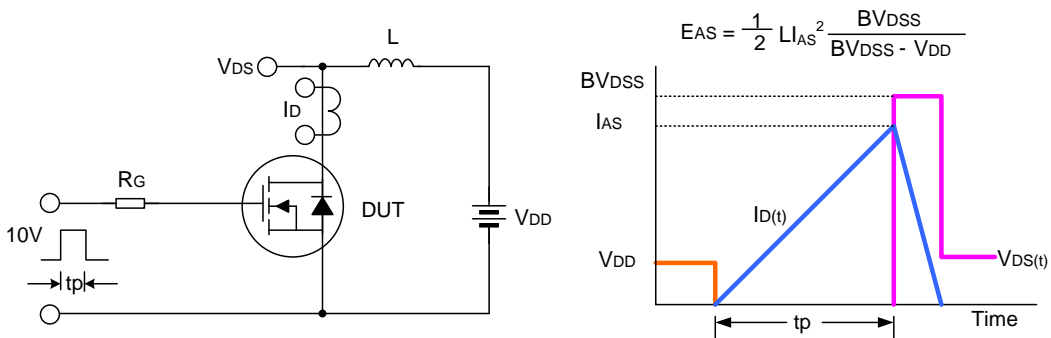 L
VDS
ID
RG
DUT
VDD
10V
tp
EAS = 1/2 LIAS² BVDSS / BVDSS - VDD
BVDSS
IAS
ID(t)
VDD
VDS(t)
tp
Time